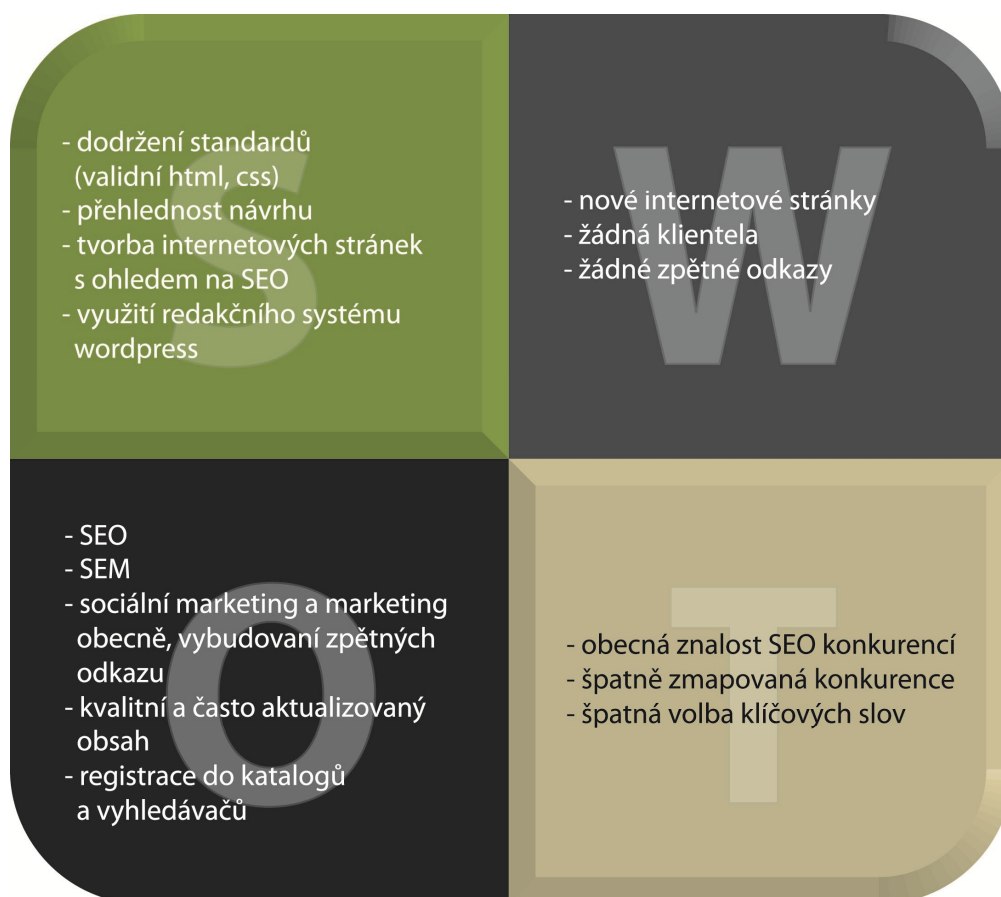 S
- dodržení standardů
(validní html, css)
- přehlednost návrhu
- tvorba internetových stránek
s ohledem na SEO
- využití redakčního systému
wordpress
W
- nové internetové stránky
- žádná klientela
- žádné zpětné odkazy
O
- SEO
- SEM
- sociální marketing a marketing
obecně, vybudovaní zpětných
odkazu
- kvalitní a často aktualizovaný
obsah
- registrace do katalogů
a vyhledávačů
T
- obecná znalost SEO konkurencí
- špatně zmapovaná konkurence
- špatná volba klíčových slov